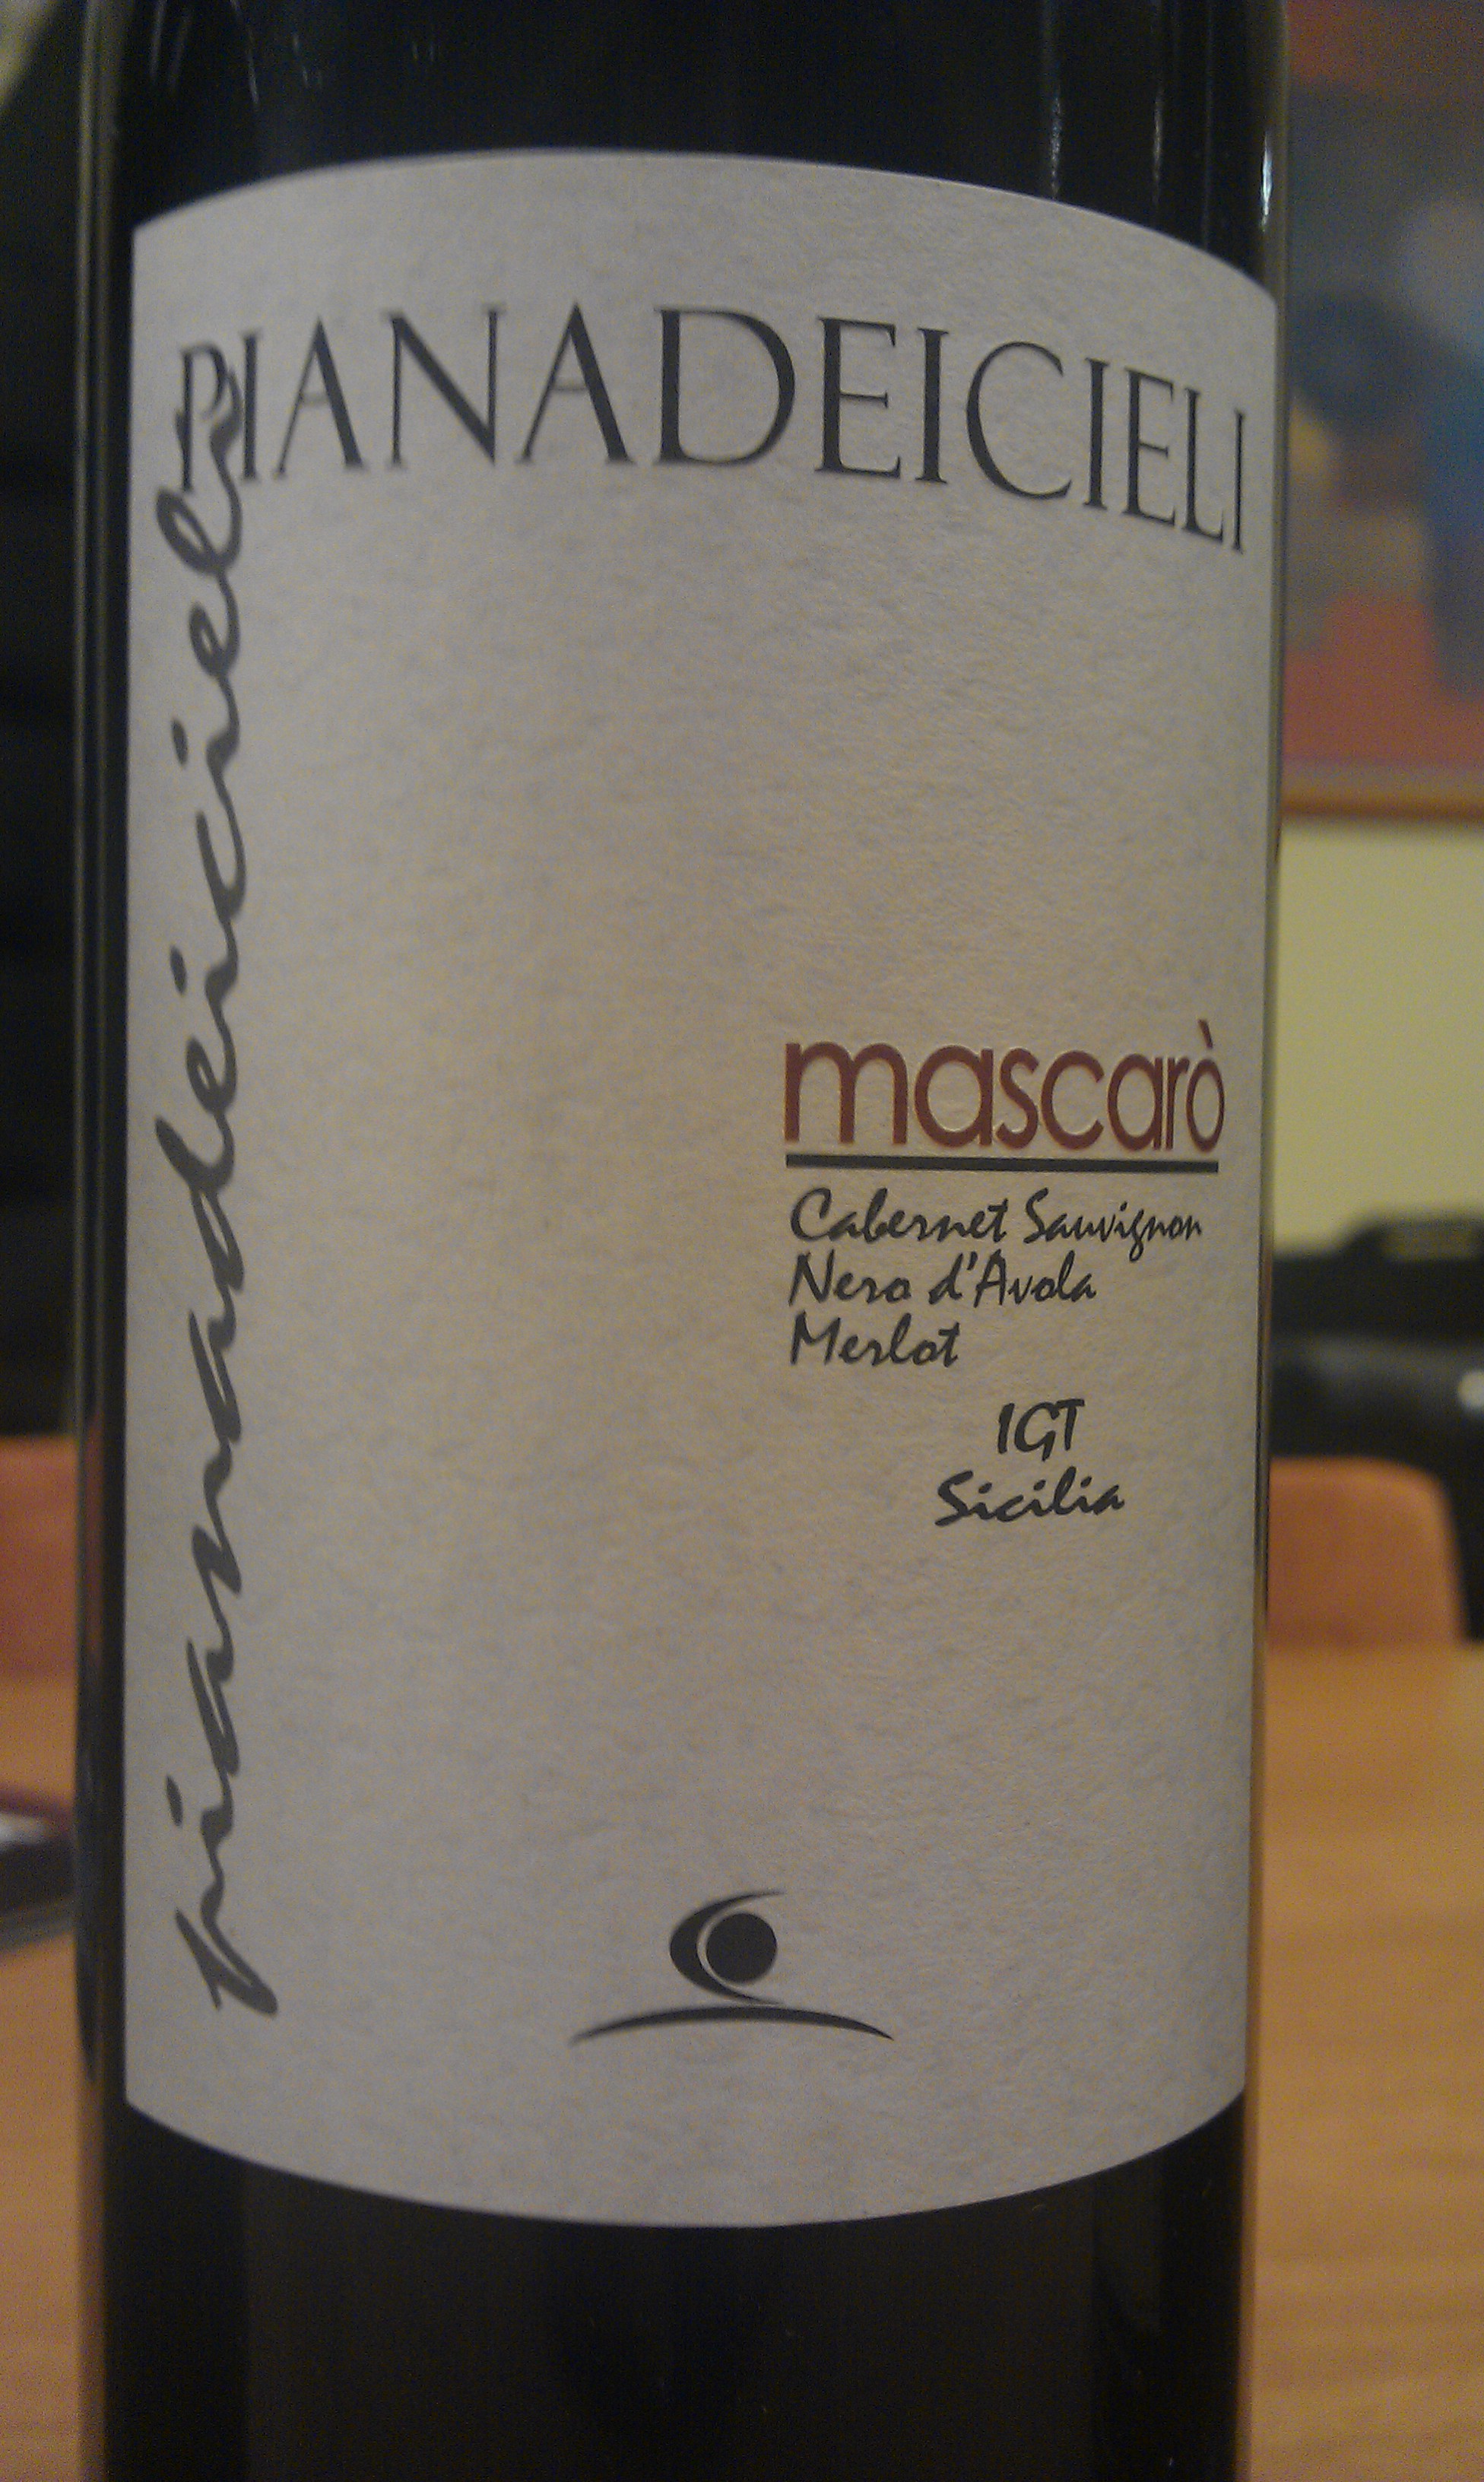 PIANADEICIELI
pianadeicieli
mascarò
Cabernet Sauvignon
Nero d'Avola
Merlot
IGT
Sicilia